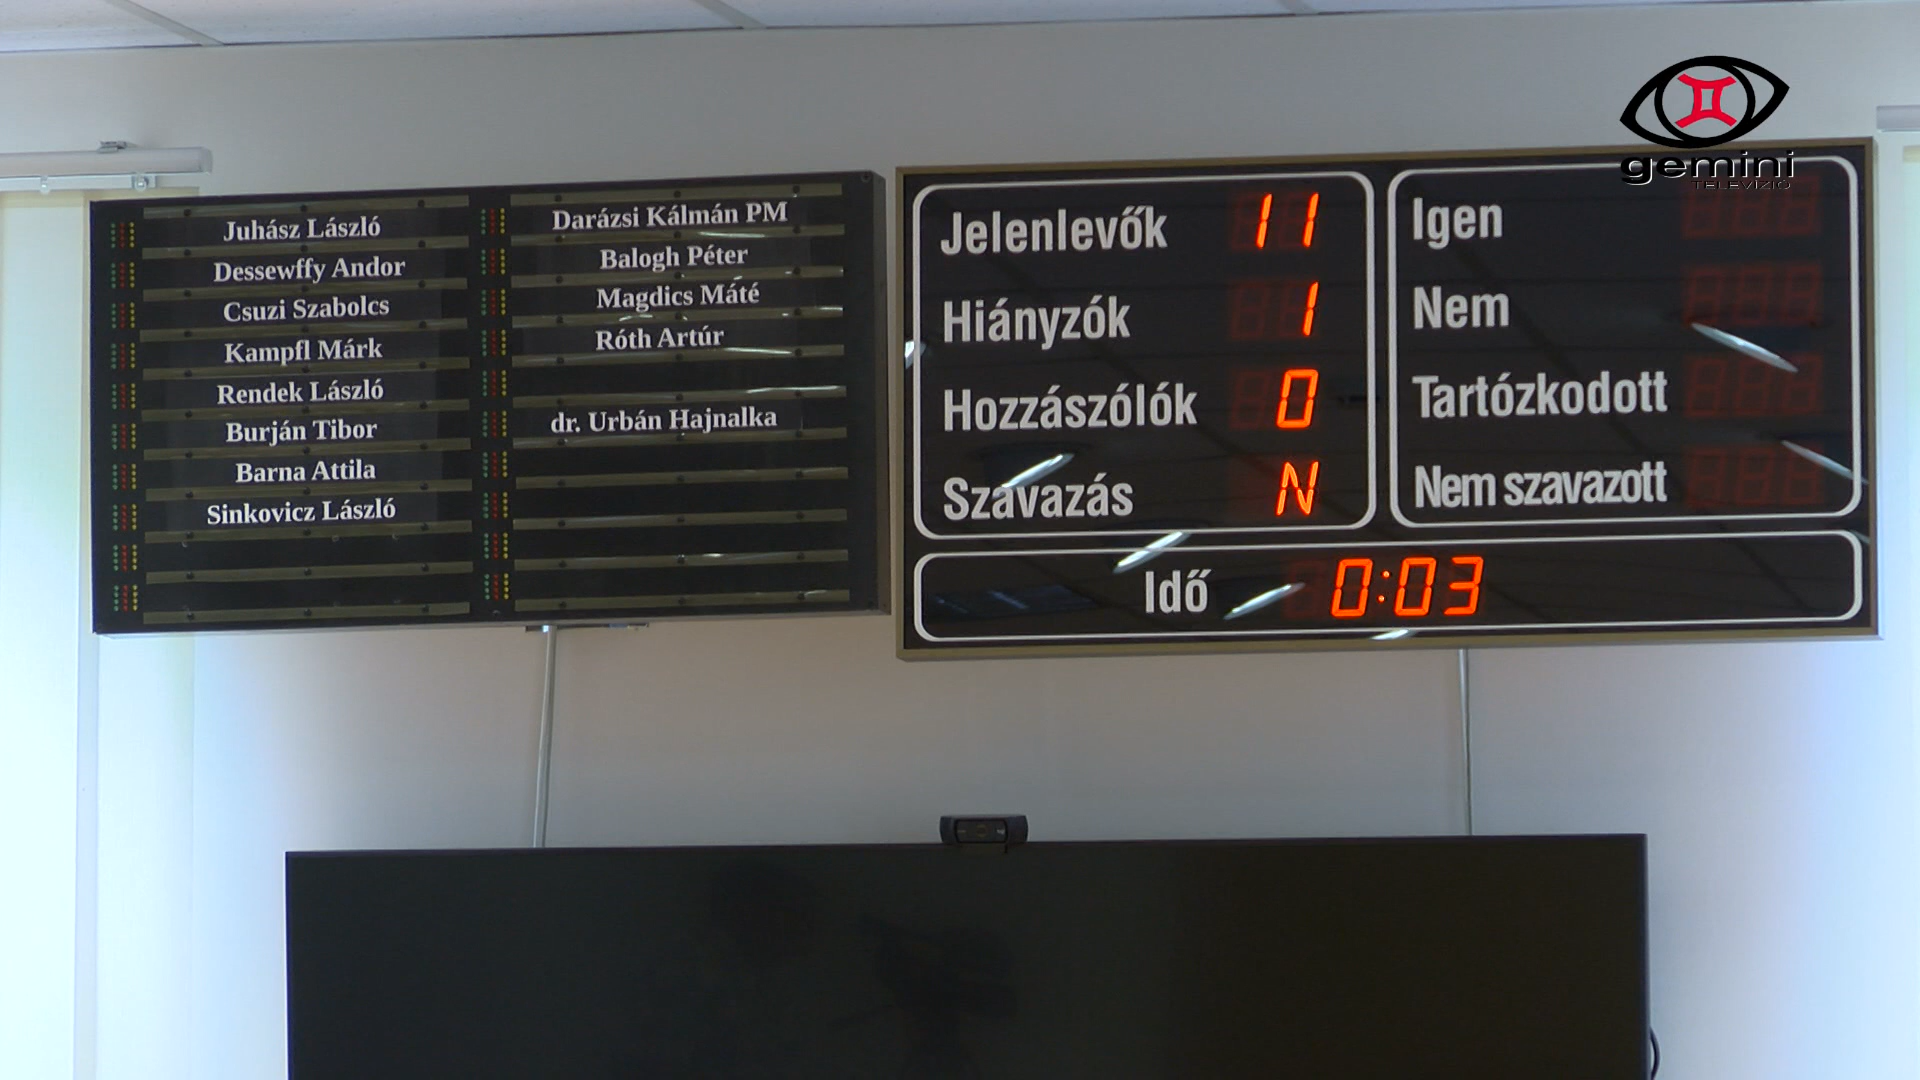 Juhász László
Dessewffy Andor
Csuzi Szabolcs
Kampfl Márk
Rendek László
Burján Tibor
Barna Attila
Sinkovicz László
Darázsi Kálmán PM
Balogh Péter
Magdics Máté
Róth Artúr
dr. Urbán Hajnalka
Jelenlevők 11
Hiányzók 1
Hozzászólók 0
Szavazás N
Igen
Nem
Tartózkodott
Nem szavazott
Idő 0:03
gemini
TELEVÍZIÓ